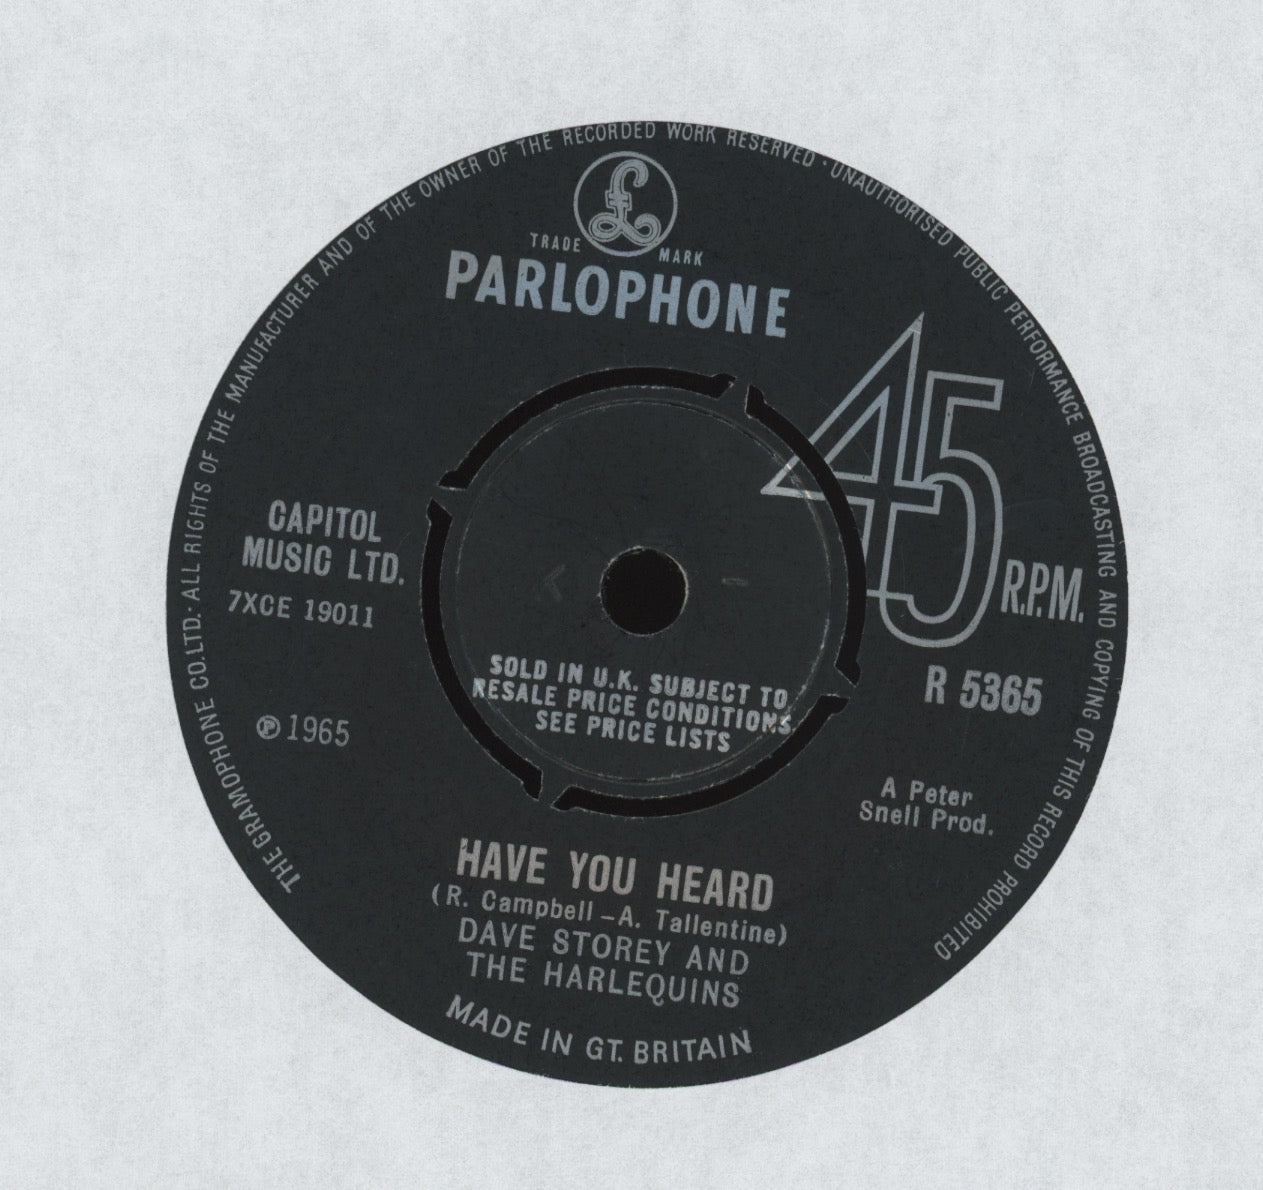 THE GRAMOPHONE CO.LTD. · ALL RIGHTS OF THE MANUFACTURER AND OF THE OWNER OF THE RECORDED WORK RESERVED · UNAUTHORISED PUBLIC PERFORMANCE BROADCASTING AND COPYING OF THIS RECORD PROHIBITED
£
TRADE MARK
PARLOPHONE
45 R.P.M.
CAPITOL
MUSIC LTD.
7XCE 19011
℗ 1965
SOLD IN U.K. SUBJECT TO
RESALE PRICE CONDITIONS
SEE PRICE LISTS
R 5365
A Peter
Snell Prod.
HAVE YOU HEARD
(R. Campbell – A. Tallentine)
DAVE STOREY AND
THE HARLEQUINS
MADE IN GT. BRITAIN